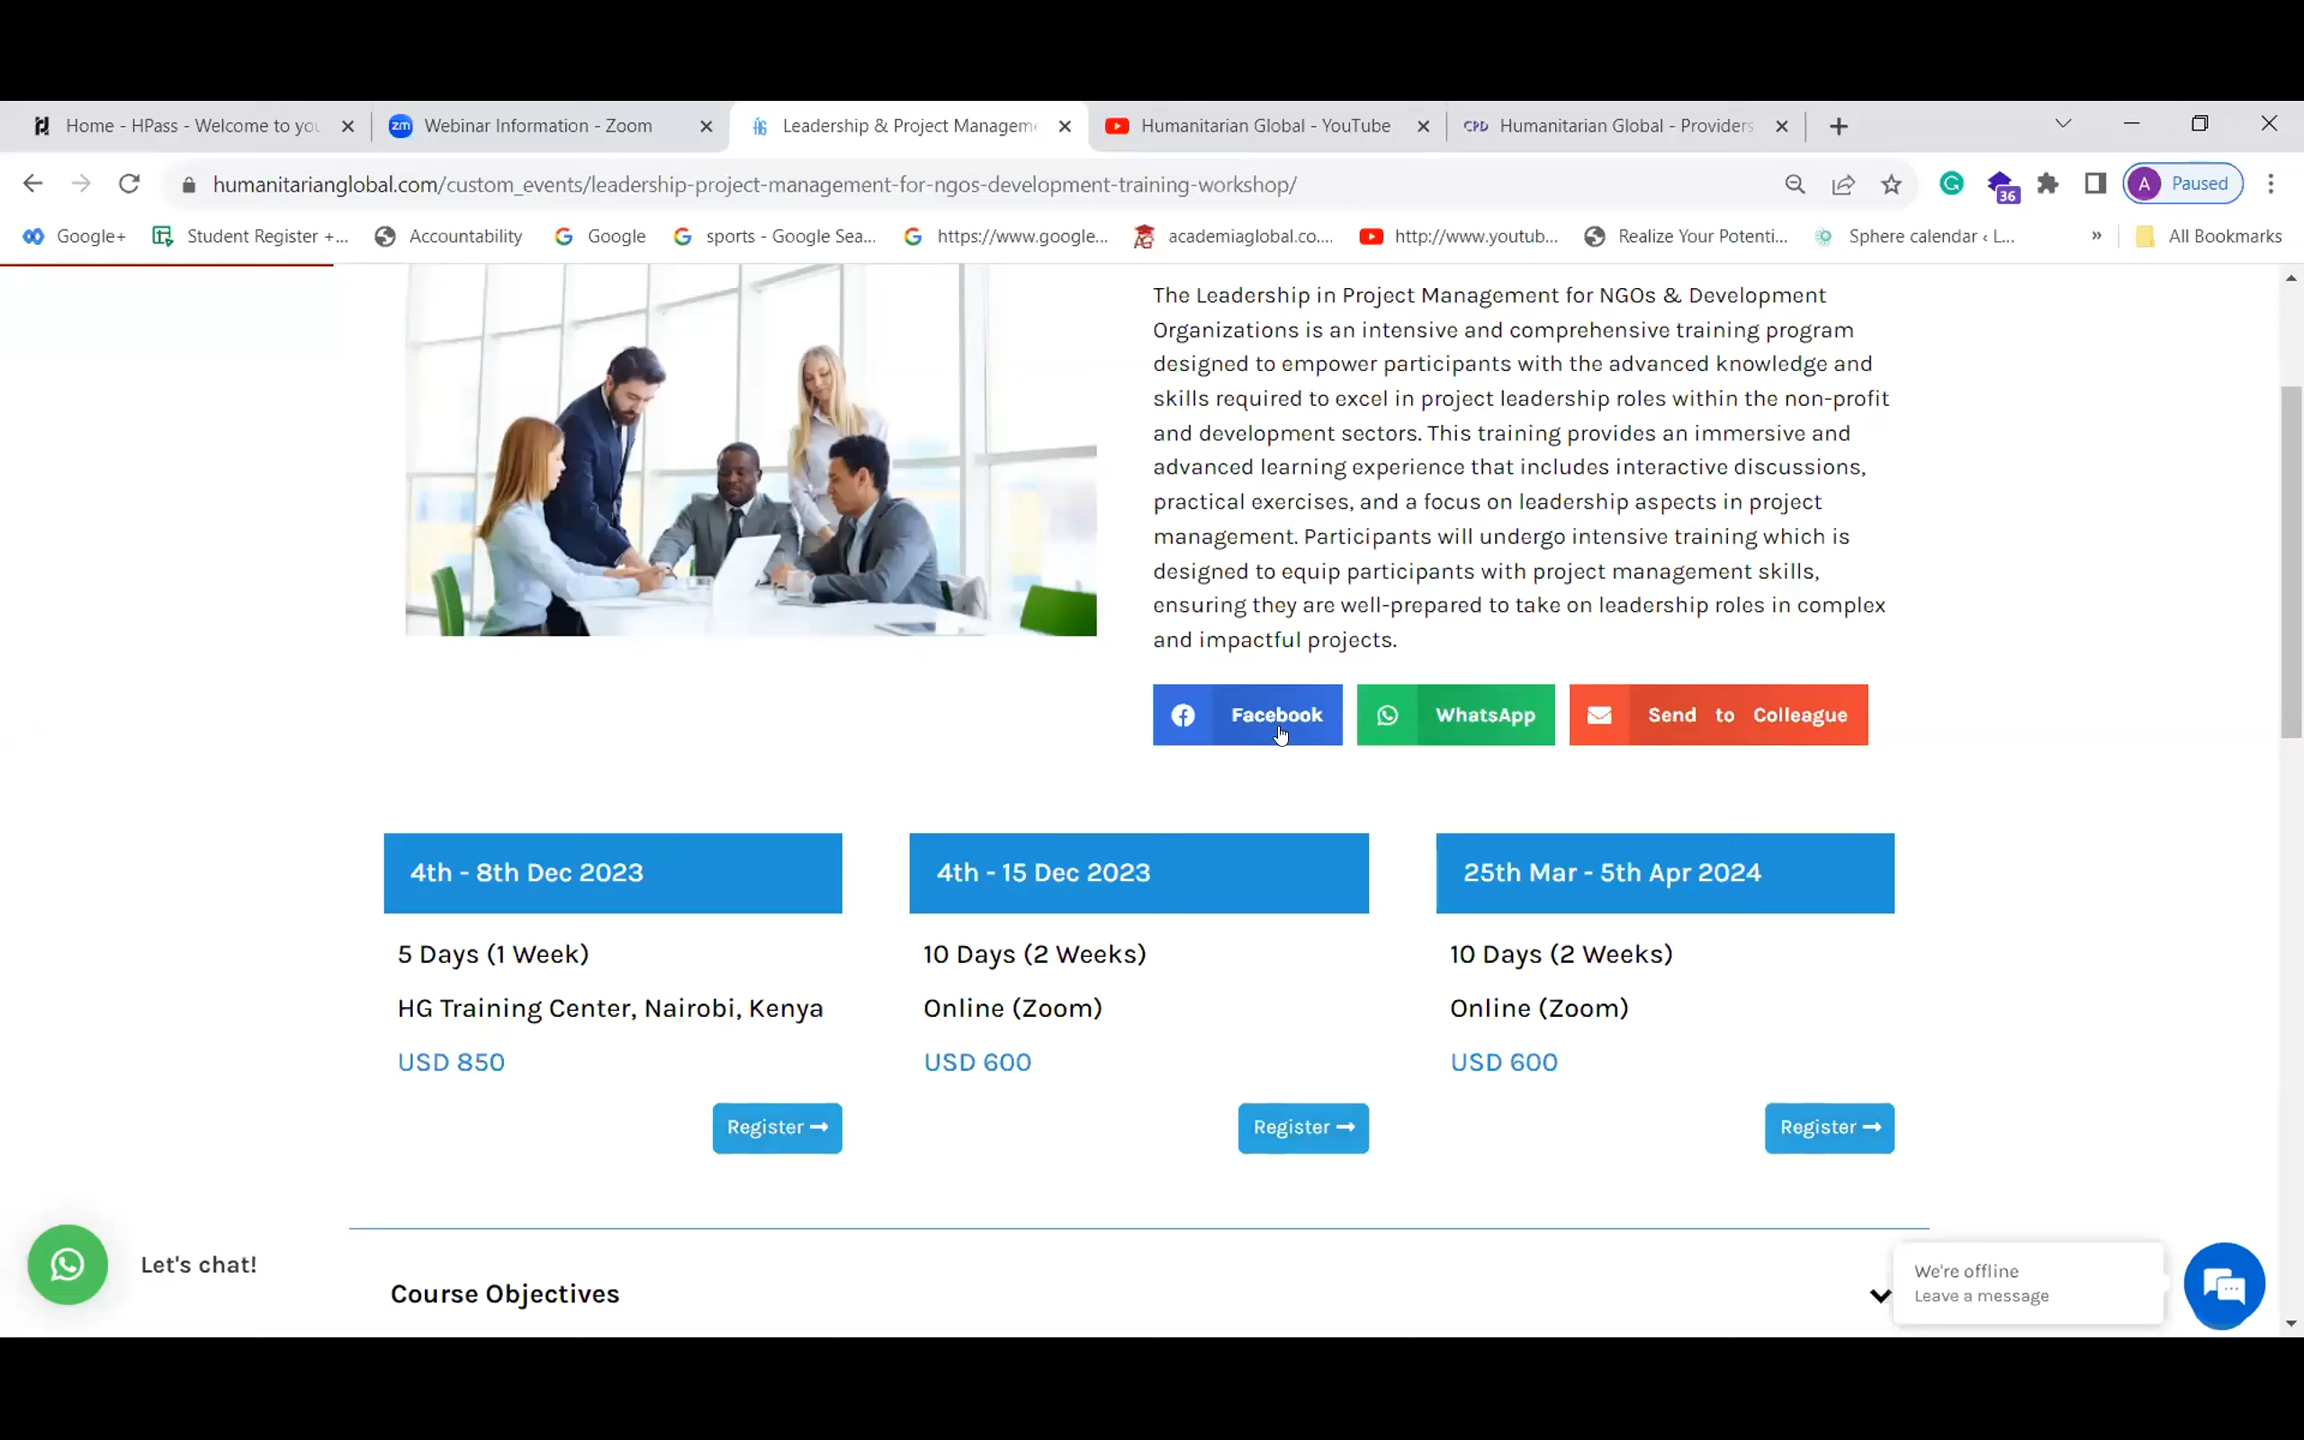 Home - HPass - Welcome to you
Webinar Information - Zoom
Leadership & Project Managem
Humanitarian Global - YouTube
CPD Humanitarian Global - Providers
humanitarianglobal.com/custom_events/leadership-project-management-for-ngos-development-training-workshop/
36
A Paused
Google+
Student Register +...
Accountability
Google
sports - Google Sea...
https://www.google...
academiaglobal.co....
http://www.youtub...
Realize Your Potenti...
Sphere calendar ‹ L...
»
All Bookmarks
The Leadership in Project Management for NGOs & Development
Organizations is an intensive and comprehensive training program
designed to empower participants with the advanced knowledge and
skills required to excel in project leadership roles within the non-profit
and development sectors. This training provides an immersive and
advanced learning experience that includes interactive discussions,
practical exercises, and a focus on leadership aspects in project
management. Participants will undergo intensive training which is
designed to equip participants with project management skills,
ensuring they are well-prepared to take on leadership roles in complex
and impactful projects.
Facebook
WhatsApp
Send to Colleague
4th - 8th Dec 2023
5 Days (1 Week)
HG Training Center, Nairobi, Kenya
USD 850
Register
4th - 15 Dec 2023
10 Days (2 Weeks)
Online (Zoom)
USD 600
Register
25th Mar - 5th Apr 2024
10 Days (2 Weeks)
Online (Zoom)
USD 600
Register
Let's chat!
Course Objectives
We're offline
Leave a message